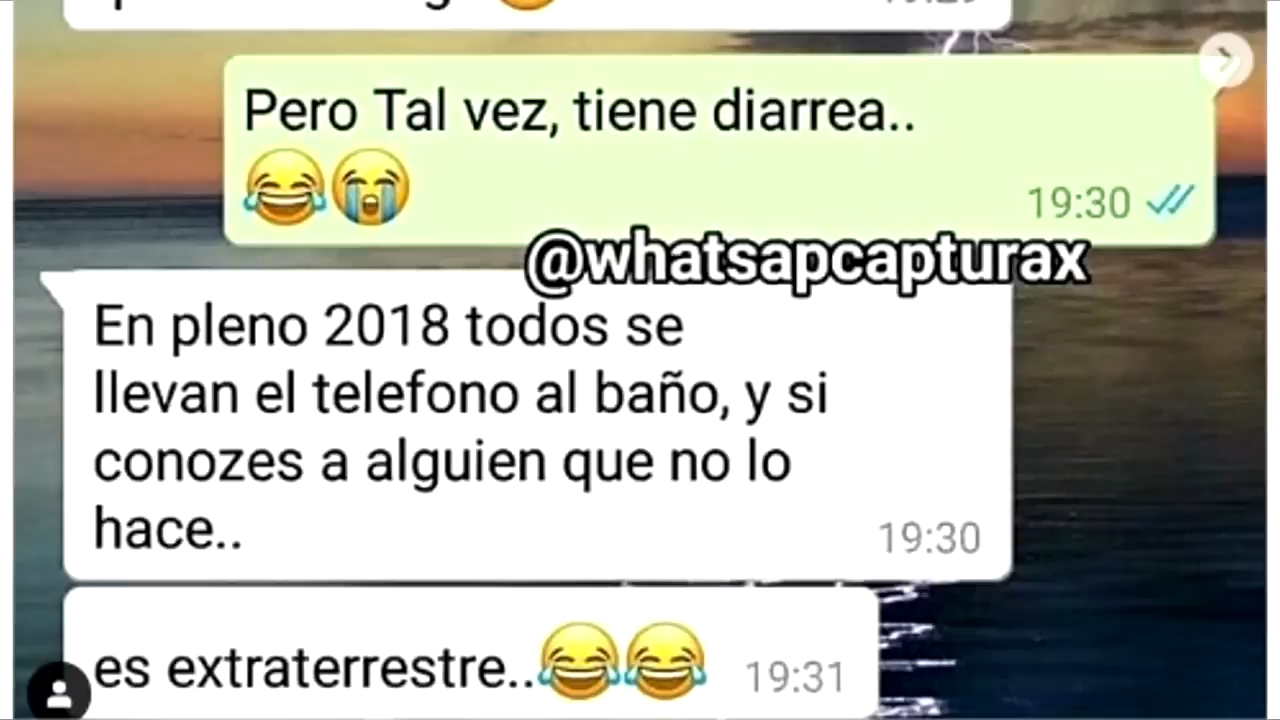 Pero Tal vez, tiene diarrea..
😂😭
19:30
@whatsapcapturax
En pleno 2018 todos se
llevan el telefono al baño, y si
conozes a alguien que no lo
hace..
19:30
es extraterrestre..😂😂 19:31